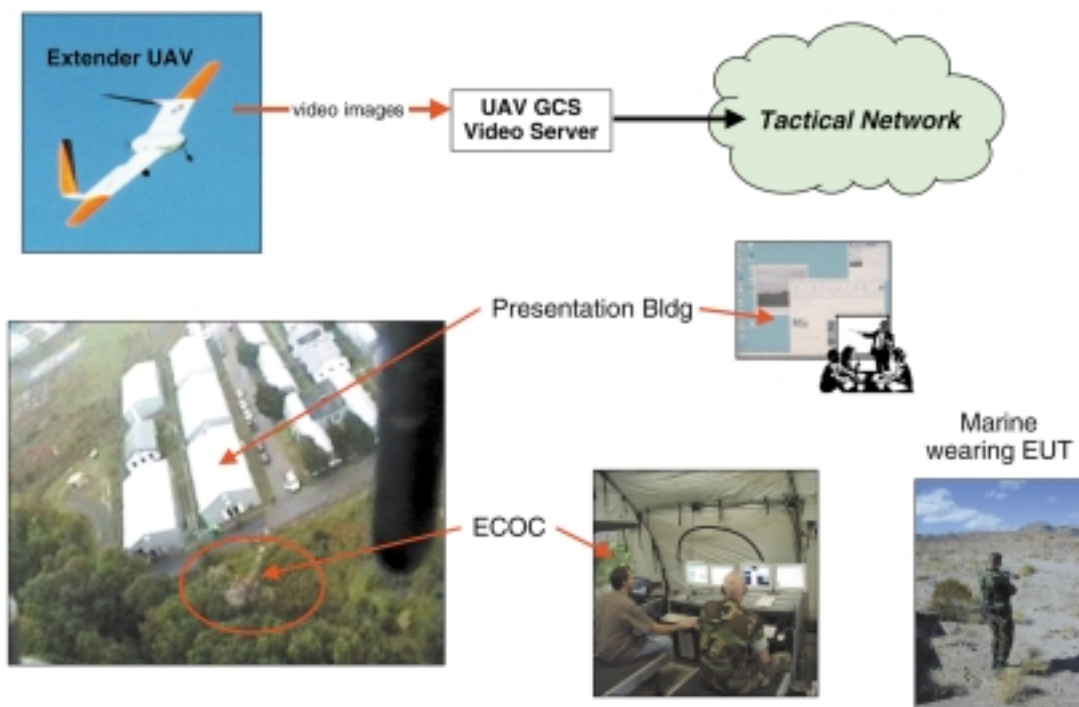 Extender UAV
video images
UAV GCS
Video Server
Tactical Network
Presentation Bldg
Marine
wearing EUT
ECOC